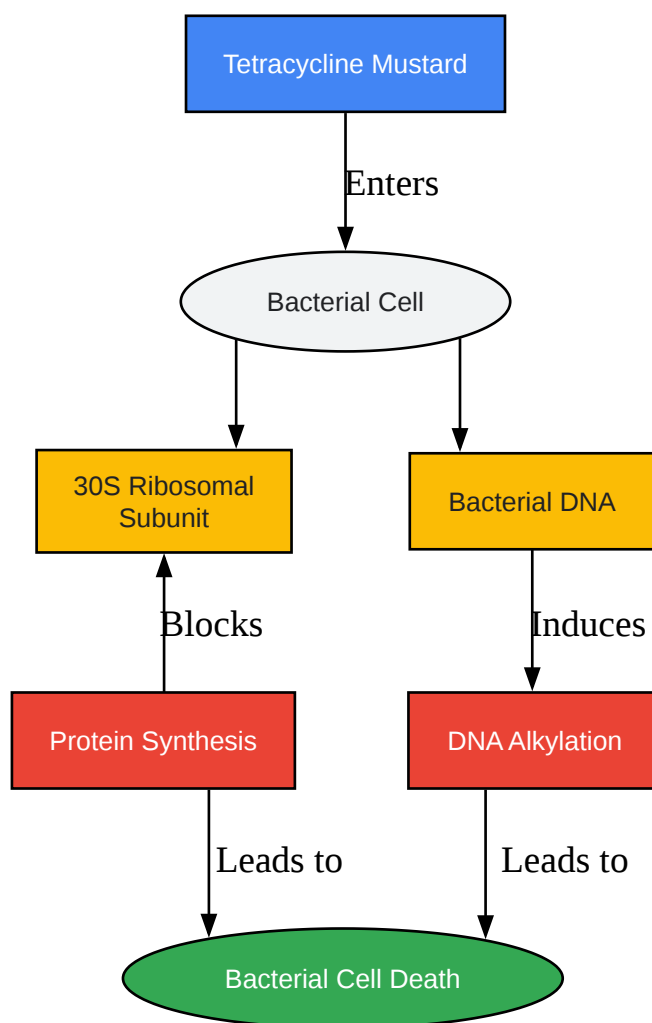 Tetracycline Mustard
Enters
Bacterial Cell
30S Ribosomal
Subunit
Bacterial DNA
Blocks
Induces
Protein Synthesis
DNA Alkylation
Leads to
Leads to
Bacterial Cell Death